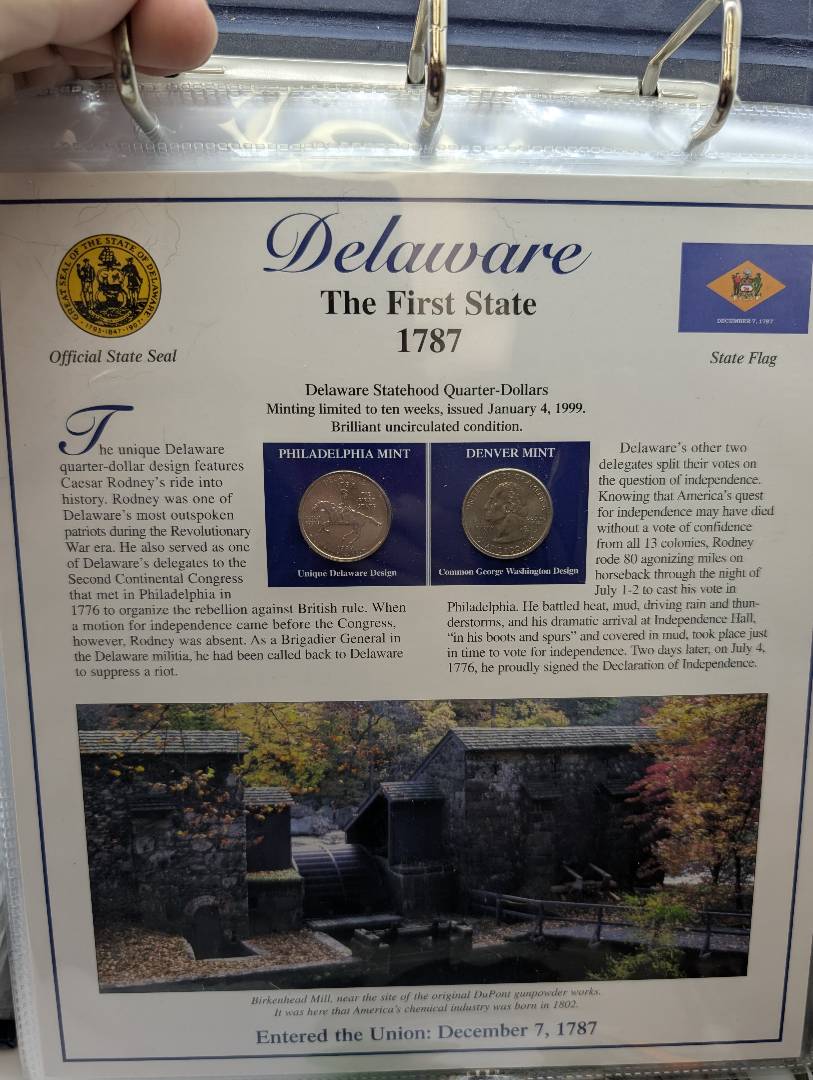 Delaware
The First State
1787
GREAT SEAL OF THE STATE OF DELAWARE
1793·1847·1907
Official State Seal
DECEMBER 7, 1787
State Flag
Delaware Statehood Quarter-Dollars
Minting limited to ten weeks, issued January 4, 1999.
Brilliant uncirculated condition.
The unique Delaware
quarter-dollar design features
Caesar Rodney's ride into
history. Rodney was one of
Delaware's most outspoken
patriots during the Revolutionary
War era. He also served as one
of Delaware's delegates to the
Second Continental Congress
that met in Philadelphia in
1776 to organize the rebellion against British rule. When
a motion for independence came before the Congress,
however, Rodney was absent. As a Brigadier General in
the Delaware militia, he had been called back to Delaware
to suppress a riot.
PHILADELPHIA MINT
Unique Delaware Design
DENVER MINT
Common George Washington Design
Delaware's other two
delegates split their votes on
the question of independence.
Knowing that America's quest
for independence may have died
without a vote of confidence
from all 13 colonies, Rodney
rode 80 agonizing miles on
horseback through the night of
July 1-2 to cast his vote in
Philadelphia. He battled heat, mud, driving rain and thun-
derstorms, and his dramatic arrival at Independence Hall,
"in his boots and spurs" and covered in mud, took place just
in time to vote for independence. Two days later, on July 4,
1776, he proudly signed the Declaration of Independence.
Birkenhead Mill, near the site of the original DuPont gunpowder works.
It was here that America's chemical industry was born in 1802.
Entered the Union: December 7, 1787